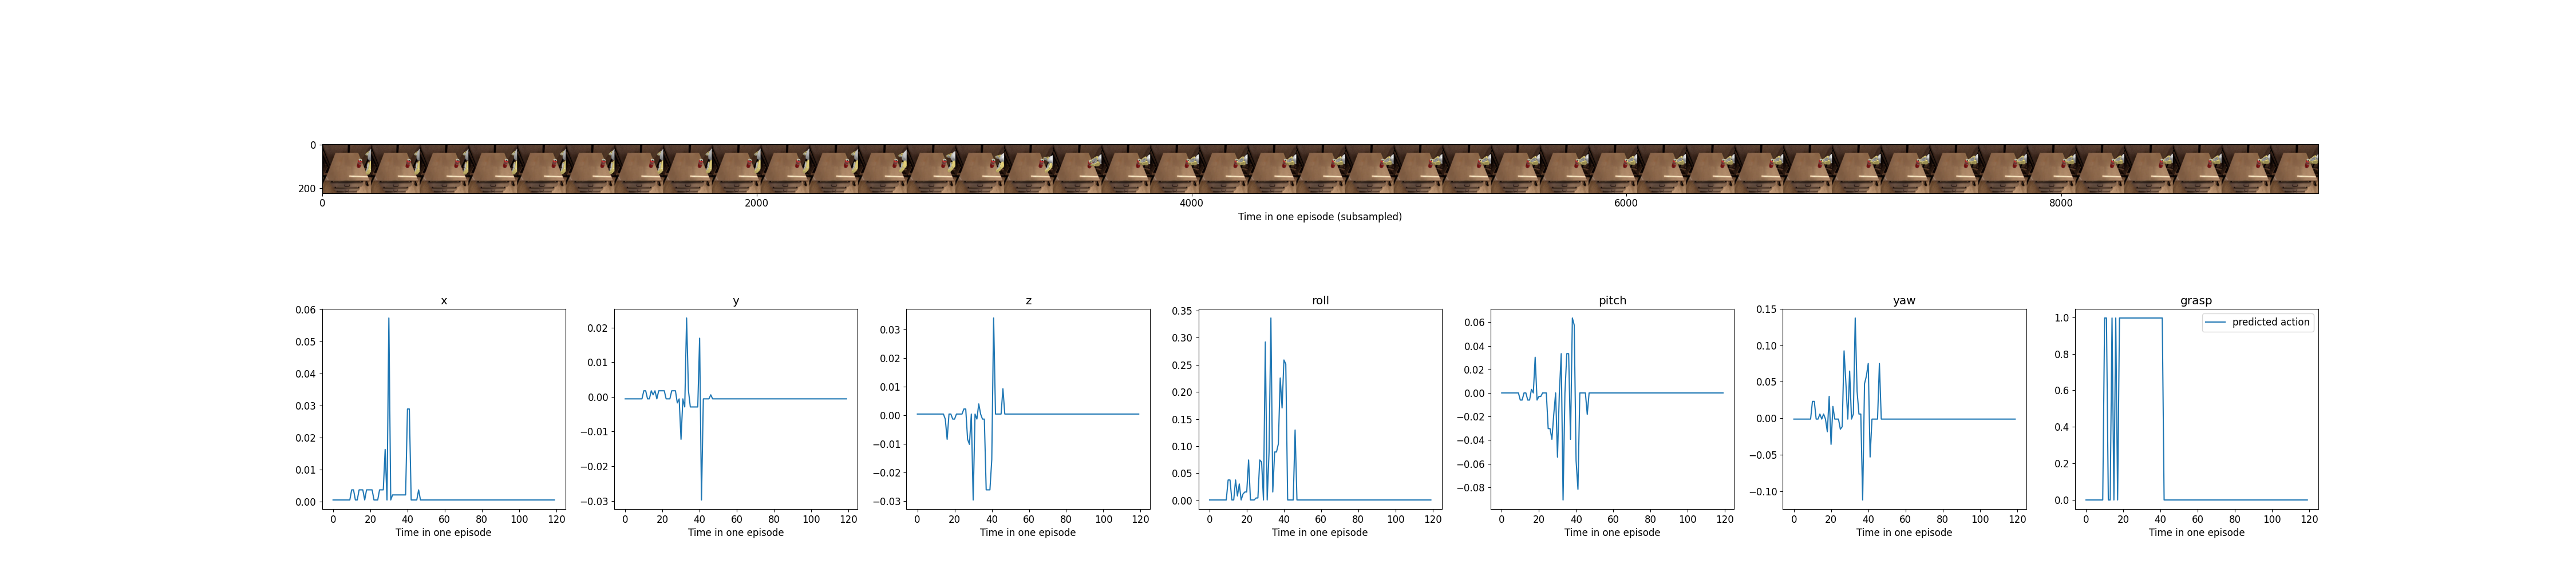 0
200
0 2000 4000 6000 8000
Time in one episode (subsampled)
x y z roll pitch yaw grasp
0.06
0.05
0.04
0.03
0.02
0.01
0.00
0 20 40 60 80 100 120
Time in one episode
0.02
0.01
0.00
−0.01
−0.02
−0.03
0 20 40 60 80 100 120
Time in one episode
0.03
0.02
0.01
0.00
−0.01
−0.02
−0.03
0 20 40 60 80 100 120
Time in one episode
0.35
0.30
0.25
0.20
0.15
0.10
0.05
0.00
0 20 40 60 80 100 120
Time in one episode
0.06
0.04
0.02
0.00
−0.02
−0.04
−0.06
−0.08
0 20 40 60 80 100 120
Time in one episode
0.15
0.10
0.05
0.00
−0.05
−0.10
0 20 40 60 80 100 120
Time in one episode
predicted action
1.0
0.8
0.6
0.4
0.2
0.0
0 20 40 60 80 100 120
Time in one episode